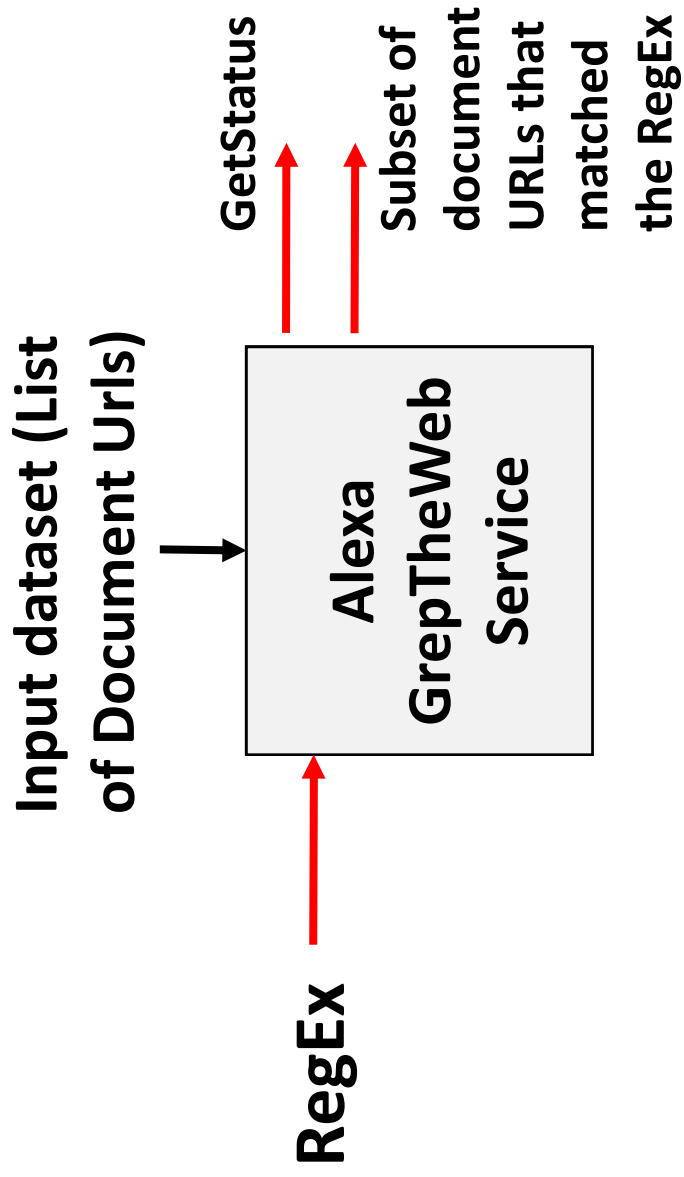 Input dataset (List
of Document Urls)
RegEx
Alexa
GrepTheWeb
Service
GetStatus
Subset of
document
URLs that
matched
the RegEx